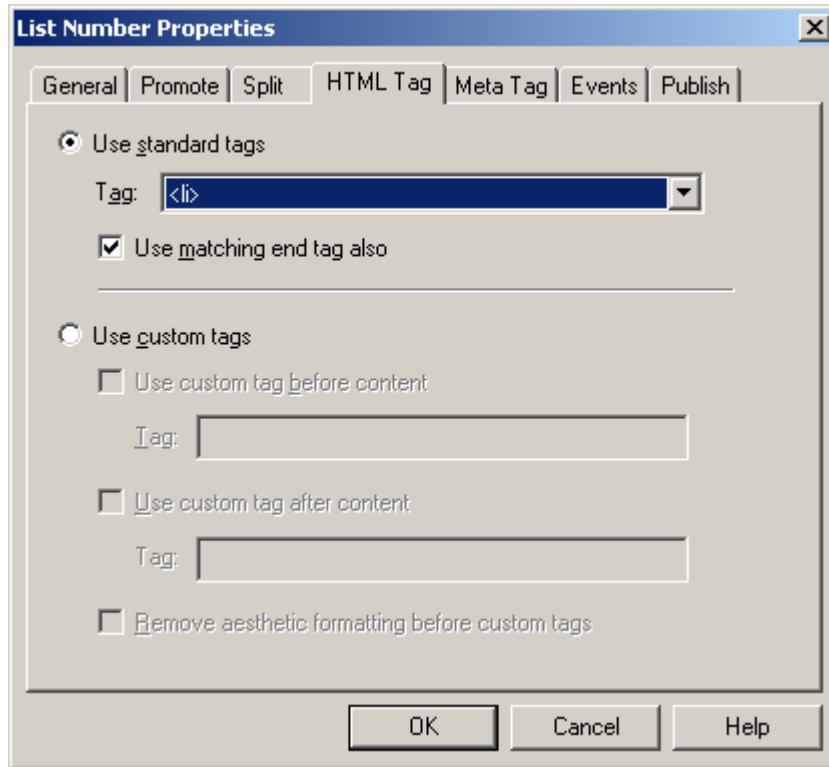 List Number Properties
General Promote Split HTML Tag Meta Tag Events Publish
Use standard tags
Tag: <li>
Use matching end tag also
Use custom tags
Use custom tag before content
Tag:
Use custom tag after content
Tag:
Remove aesthetic formatting before custom tags
OK Cancel Help